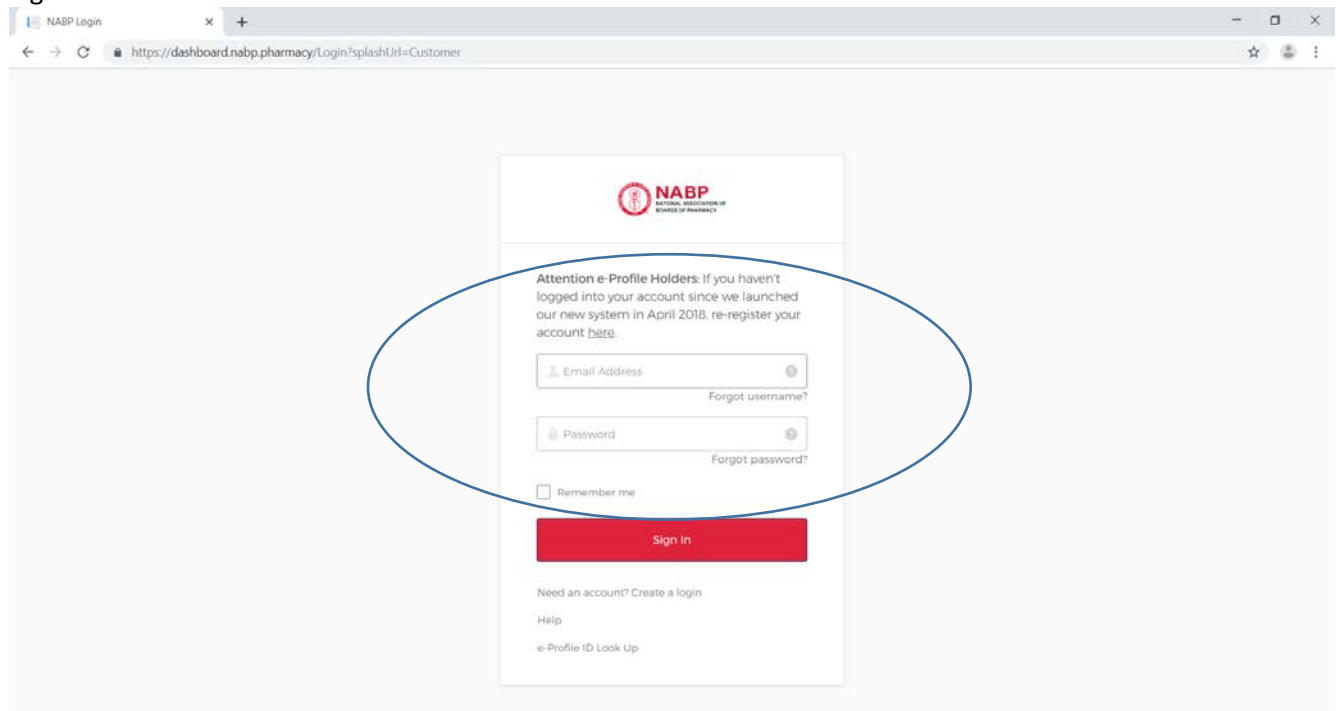 NABP Login
https://dashboard.nabp.pharmacy/Login?splashUrl=Customer
NABP
NATIONAL ASSOCIATION OF
BOARDS OF PHARMACY
Attention e-Profile Holders: If you haven't
logged into your account since we launched
our new system in April 2018, re-register your
account here.
Email Address
Forgot username?
Password
Forgot password?
Remember me
Sign In
Need an account? Create a login
Help
e-Profile ID Look Up